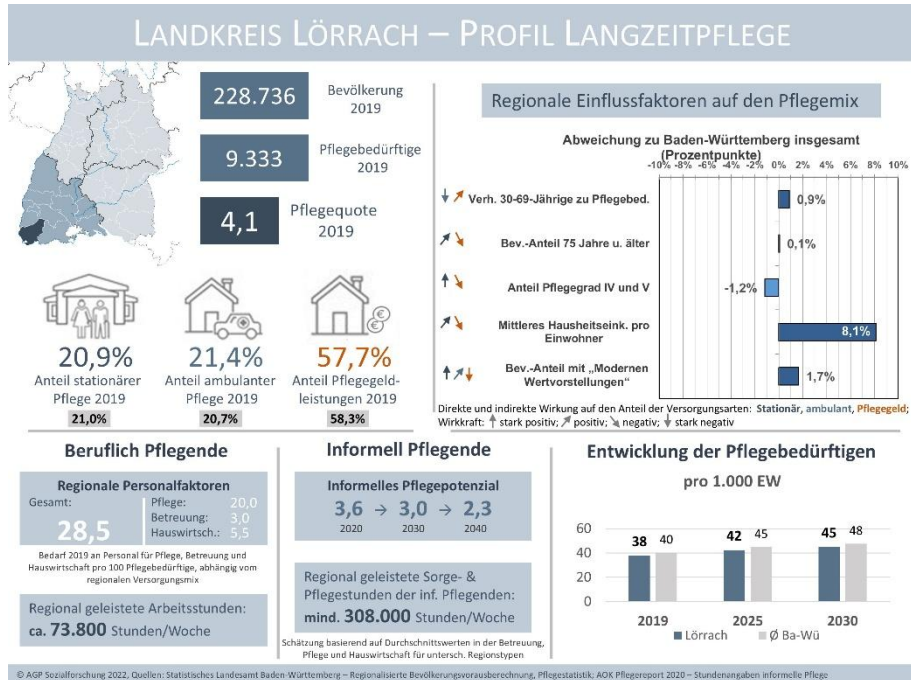 LANDKREIS LÖRRACH – PROFIL LANGZEITPFLEGE
228.736
Bevölkerung
2019
9.333
Pflegebedürftige
2019
4,1
Pflegequote
2019
20,9%
Anteil stationärer
Pflege 2019
21,0%
21,4%
Anteil ambulanter
Pflege 2019
20,7%
57,7%
Anteil Pflegegeld-
leistungen 2019
58,3%
Regionale Einflussfaktoren auf den Pflegemix
Abweichung zu Baden-Württemberg insgesamt
(Prozentpunkte)
-10% -8% -6% -4% -2% 0% 2% 4% 6% 8% 10%
Verh. 30-69-Jährige zu Pflegebed.
0,9%
Bev.-Anteil 75 Jahre u. älter
0,1%
Anteil Pflegegrad IV und V
-1,2%
Mittleres Hausheitseink. pro
Einwohner
8,1%
Bev.-Anteil mit „Modernen
Wertvorstellungen“
1,7%
Direkte und indirekte Wirkung auf den Anteil der Versorgungsarten: Stationär, ambulant, Pflegegeld;
Wirkkraft: ↑ stark positiv; ↗ positiv; ↘ negativ; ↓ stark negativ
Beruflich Pflegende
Regionale Personalfaktoren
Gesamt:
28,5
Pflege: 20,0
Betreuung: 3,0
Hauswirtsch.: 5,5
Bedarf 2019 an Personal für Pflege, Betreuung und
Hauswirtschaft pro 100 Pflegebedürftige, abhängig vom
regionalen Versorgungsmix
Regional geleistete Arbeitsstunden:
ca. 73.800 Stunden/Woche
Informell Pflegende
Informelles Pflegepotenzial
3,6 → 3,0 → 2,3
2020 2030 2040
Regional geleistete Sorge- &
Pflegestunden der inf. Pflegenden:
mind. 308.000 Stunden/Woche
Schätzung basierend auf Durchschnittswerten in der Betreuung,
Pflege und Hauswirtschaft für untersch. Regionstypen
Entwicklung der Pflegebedürftigen
pro 1.000 EW
60
40
20
0
38 40
42 45
45 48
2019 2025 2030
Lörrach Ø Ba-Wü
© AGP Sozialforschung 2022, Quellen: Statistisches Landesamt Baden-Württemberg – Regionalisierte Bevölkerungsvorausberechnung, Pflegestatistik; AOK Pflegereport 2020 – Stundenangaben informelle Pflege